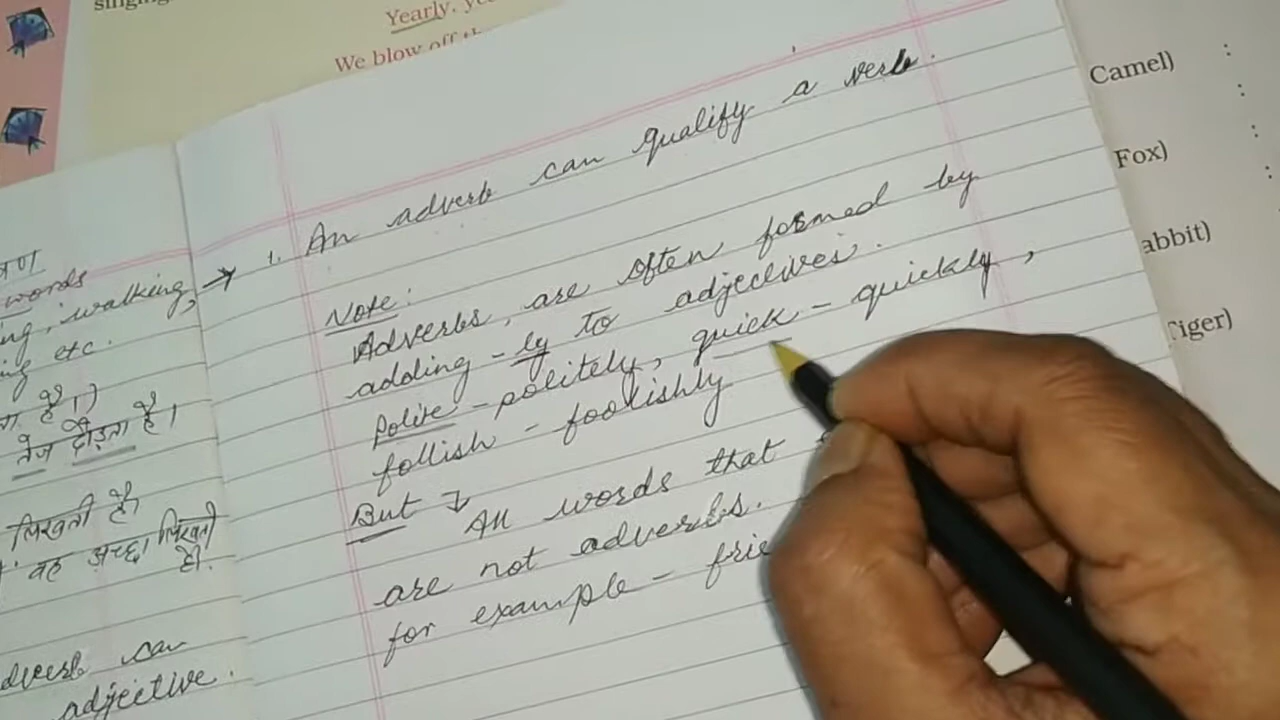 Yearly,
We blow off
Camel) :
Fox)
abbit)
Tiger)
words
walking,
etc.
है।)
तेज दौड़ता है।
लिखती है।
वह अच्छा लिखती
है।
can
adjective.
→ 1. An adverb can qualify a verb.
Note:
Adverbs, are often formed by
adding - ly to adjectives.
Polite - politely, quick - quickly,
follish - foolishly
But ↴
All words that
are not adverbs.
for example -